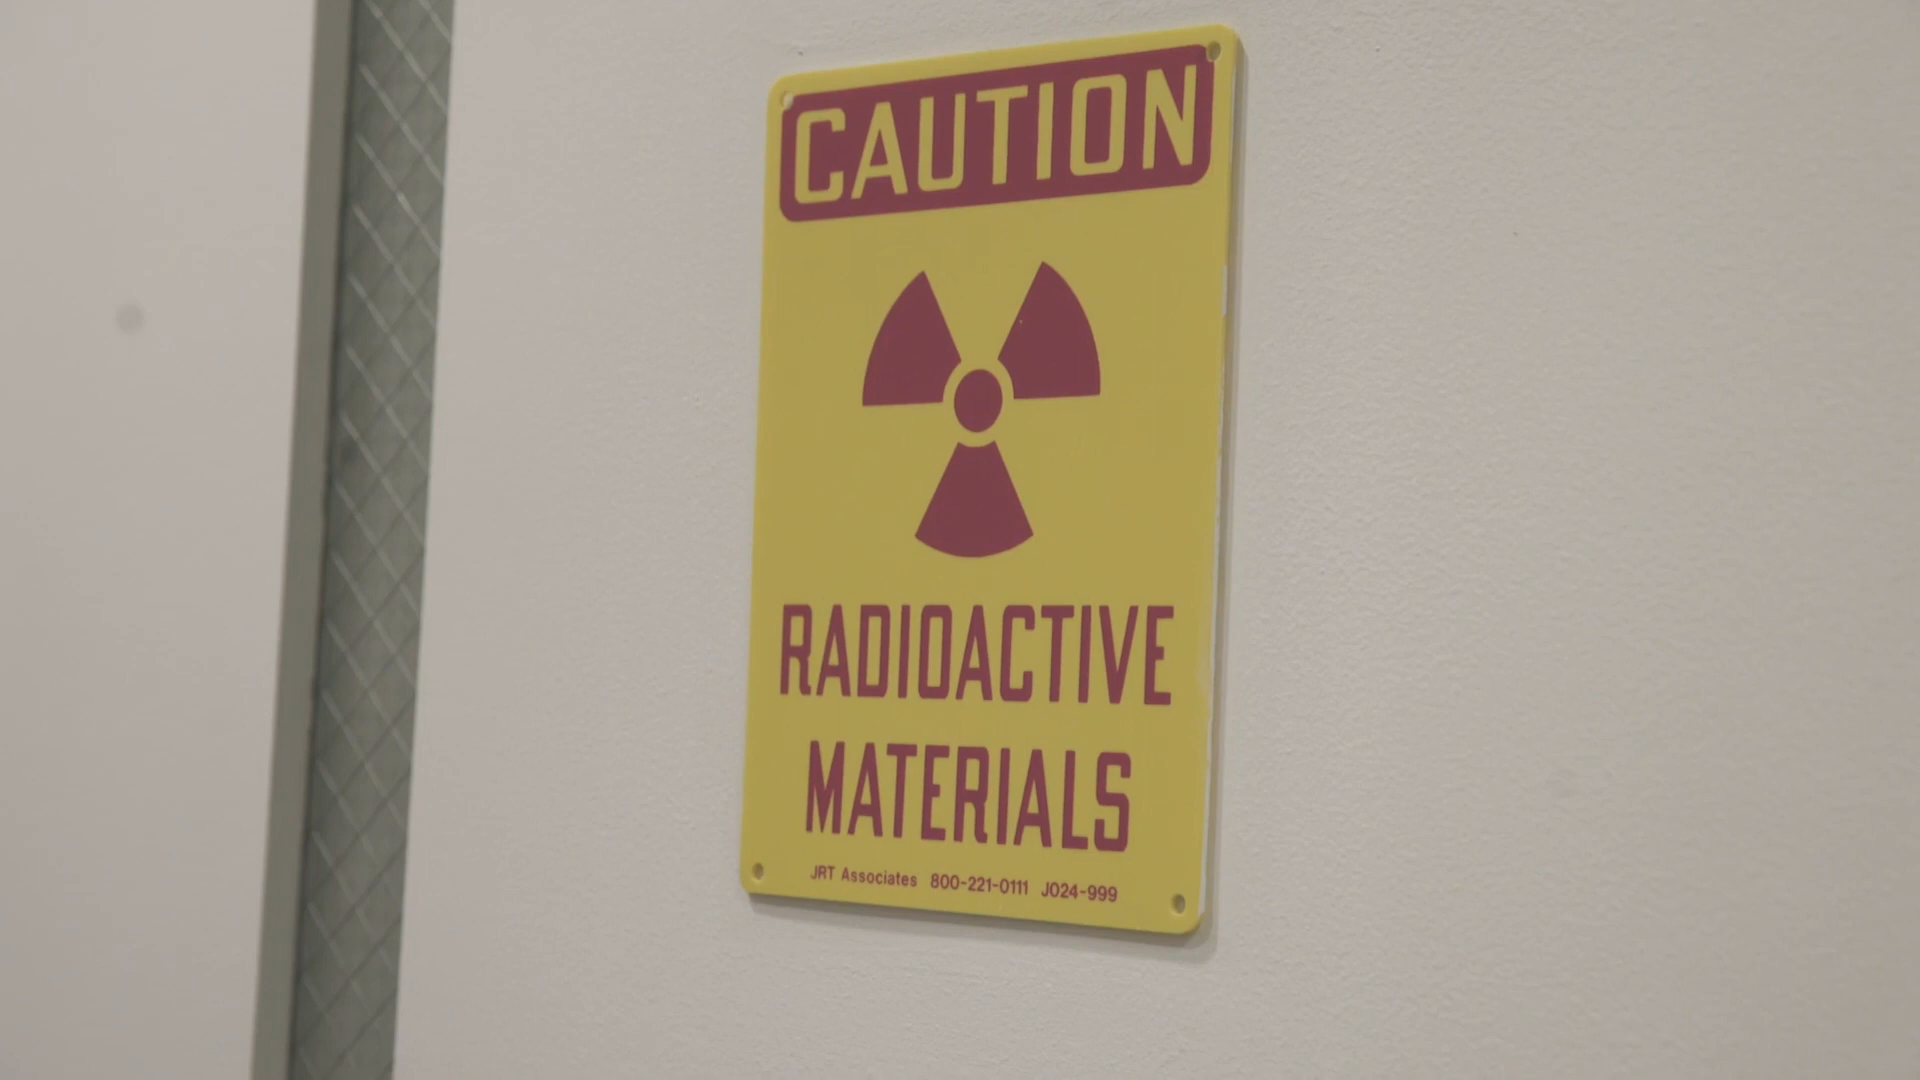 CAUTION
RADIOACTIVE
MATERIALS
JRT Associates 800-221-0111 J024-999